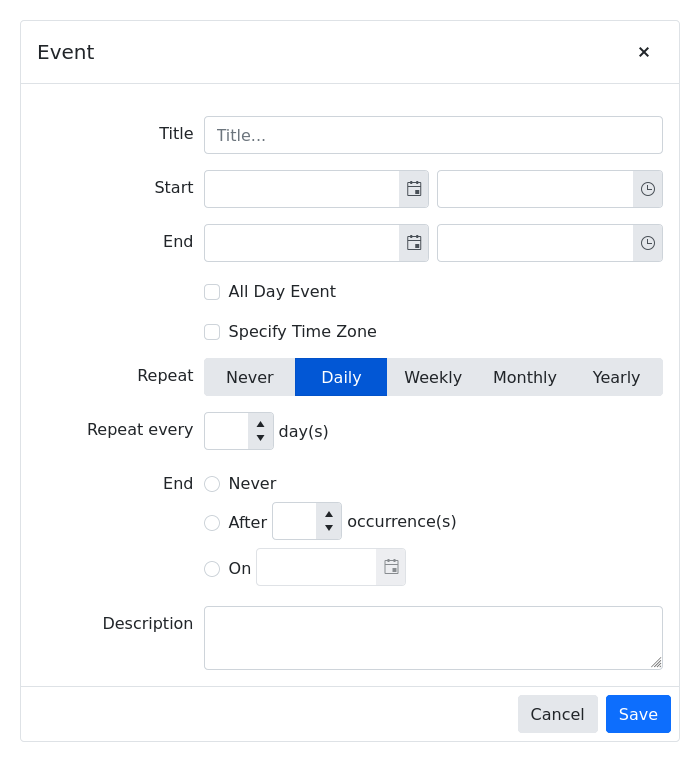 Event
Title Title...
Start
End
All Day Event
Specify Time Zone
Repeat Never Daily Weekly Monthly Yearly
Repeat every day(s)
End Never
After occurrence(s)
On
Description
Cancel Save